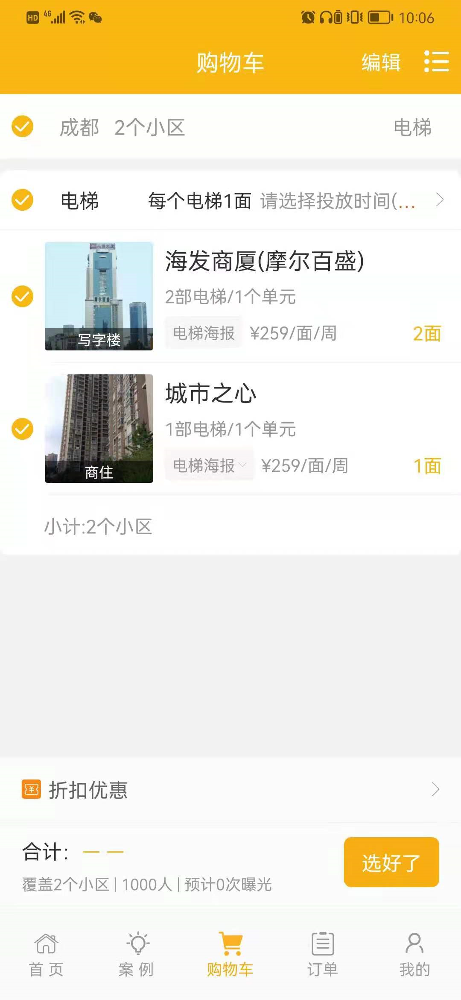 HD 4G 10:06
购物车 编辑
成都 2个小区 电梯
电梯 每个电梯1面 请选择投放时间(...
海发商厦(摩尔百盛)
2部电梯/1个单元
电梯海报 ¥259/面/周 2面
摩尔百盛
写字楼
城市之心
1部电梯/1个单元
电梯海报 ¥259/面/周 1面
商住
小计:2个小区
折扣优惠
合计: — —
选好了
覆盖2个小区 | 1000人 | 预计0次曝光
首页 案例 购物车 订单 我的